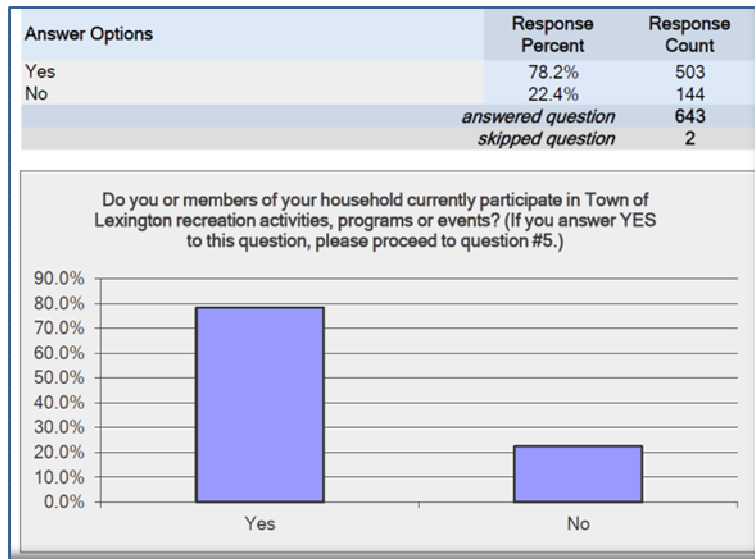 Answer Options Response Percent Response Count
Yes 78.2% 503
No 22.4% 144
answered question 643
skipped question 2
Do you or members of your household currently participate in Town of
Lexington recreation activities, programs or events? (If you answer YES
to this question, please proceed to question #5.)
90.0%
80.0%
70.0%
60.0%
50.0%
40.0%
30.0%
20.0%
10.0%
0.0%
Yes No